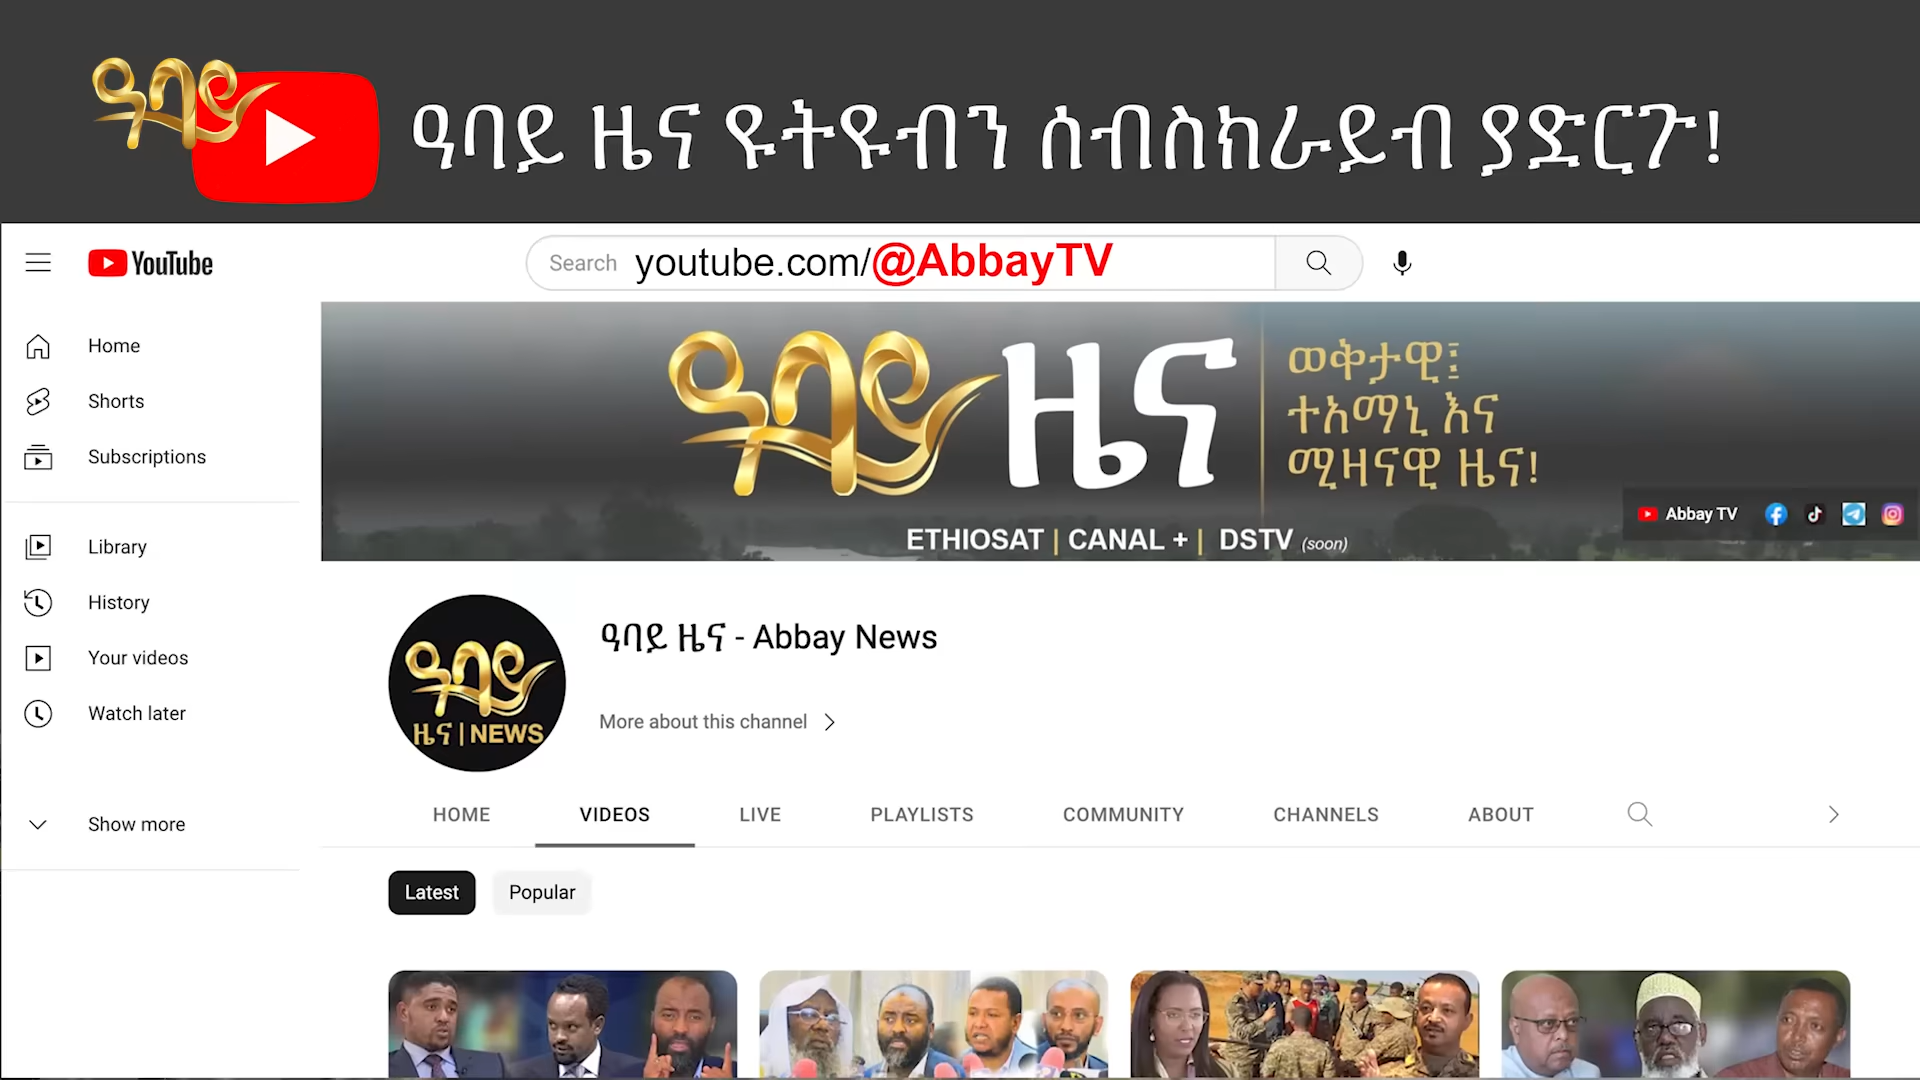 ዓባይ
ዓባይ ዜና ዩትዩብን ሰብስክራይብ ያድርጉ!
YouTube
Search youtube.com/@AbbayTV
Home
Shorts
Subscriptions
Library
History
Your videos
Watch later
Show more
ዓባይ ዜና
ወቅታዊ፤
ተአማኒ እና
ሚዛናዊ ዜና!
ETHIOSAT | CANAL + | DSTV (soon)
Abbay TV
ዓባይ
ዜና | NEWS
ዓባይ ዜና - Abbay News
More about this channel
HOME VIDEOS LIVE PLAYLISTS COMMUNITY CHANNELS ABOUT
Latest Popular